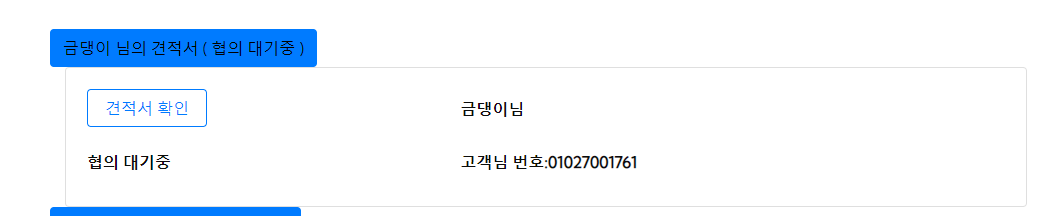 금댕이 님의 견적서 ( 협의 대기중 )
견적서 확인
금댕이님
협의 대기중
고객님 번호:01027001761